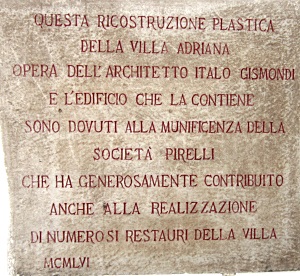 QUESTA RICOSTRUZIONE PLASTICA
DELLA VILLA ADRIANA
OPERA DELL'ARCHITETTO ITALO GISMONDI
E L'EDIFICIO CHE LA CONTIENE
SONO DOVUTI ALLA MUNIFICENZA DELLA
SOCIETÀ PIRELLI
CHE HA GENEROSAMENTE CONTRIBUITO
ANCHE ALLA REALIZZAZIONE
DI NUMEROSI RESTAURI DELLA VILLA
MCMLVI